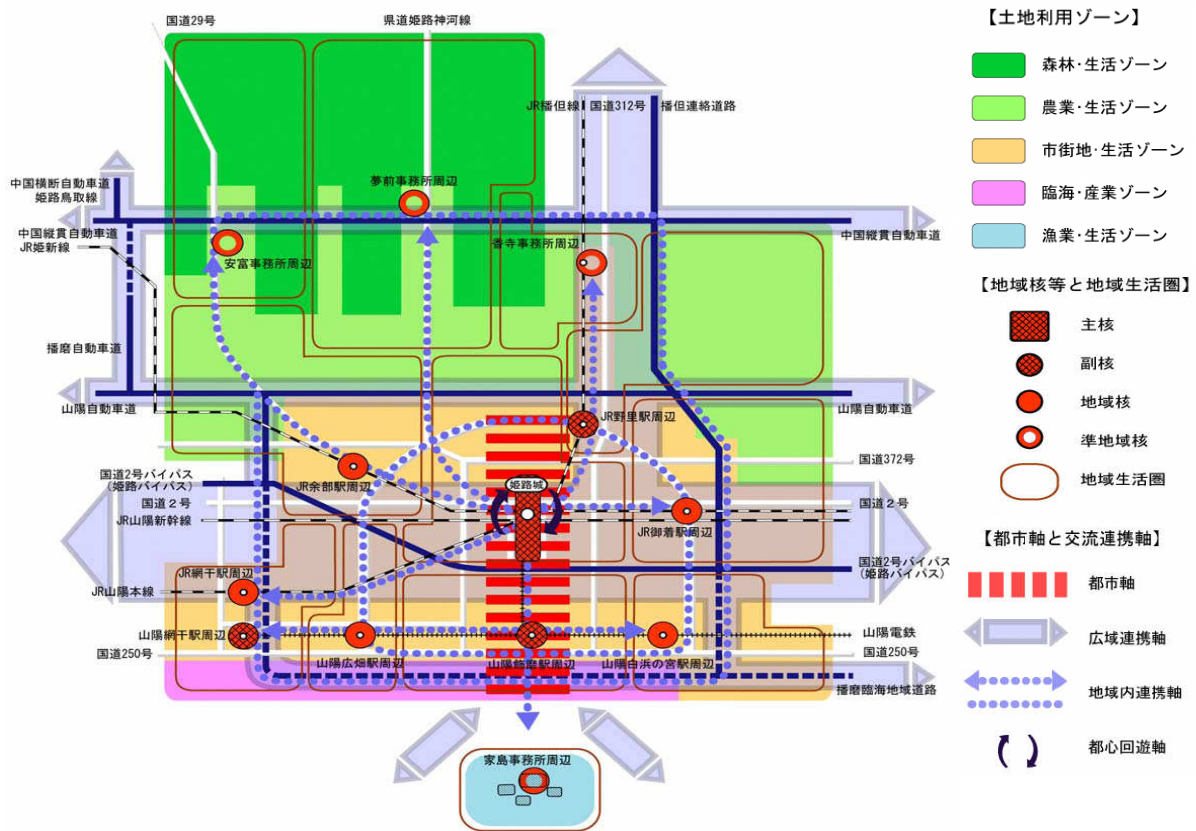 国道29号
県道姫路神河線
JR播但線
国道312号
播但連絡道路
中国横断自動車道
姫路鳥取線
夢前事務所周辺
中国縦貫自動車道
JR姫新線
安富事務所周辺
香寺事務所周辺
中国縦貫自動車道
播磨自動車道
山陽自動車道
山陽自動車道
JR野里駅周辺
国道372号
JR余部駅周辺
国道2号バイパス
(姫路バイパス)
姫路城
国道２号
国道２号
JR山陽新幹線
JR御着駅周辺
国道2号バイパス
(姫路バイパス)
JR網干駅周辺
JR山陽本線
山陽網干駅周辺
山陽電鉄
国道250号
国道250号
山陽広畑駅周辺
山陽飾磨駅周辺
山陽白浜の宮駅周辺
播磨臨海地域道路
家島事務所周辺
【土地利用ゾーン】
森林･生活ゾーン
農業･生活ゾーン
市街地･生活ゾーン
臨海･産業ゾーン
漁業･生活ゾーン
【地域核等と地域生活圏】
主核
副核
地域核
準地域核
地域生活圏
【都市軸と交流連携軸】
都市軸
広域連携軸
地域内連携軸
都心回遊軸